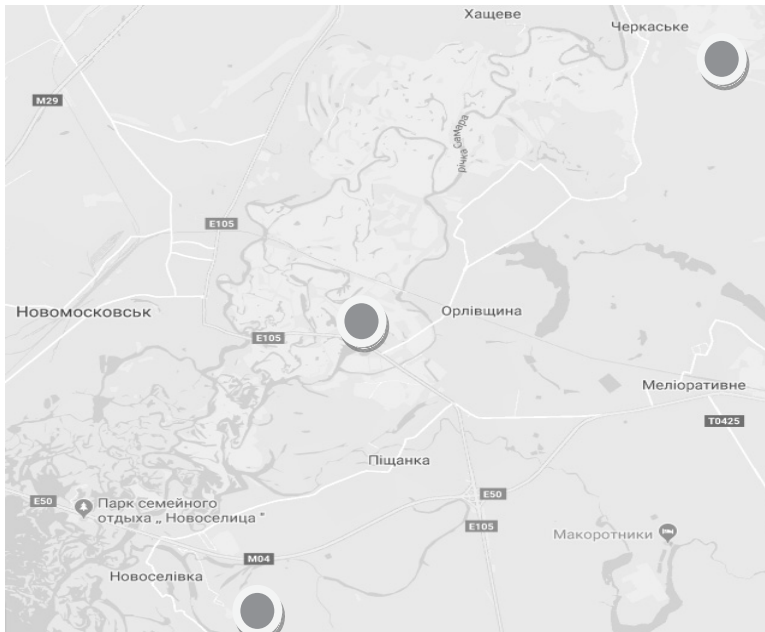 Хащеве
Черкаське
M29
річка Самара
E105
Новомосковськ
Орлівщина
E105
Меліоративне
T0425
Піщанка
E50
E50
Парк семейного
отдыха „ Новоселица "
E105
Макоротники
M04
Новоселівка